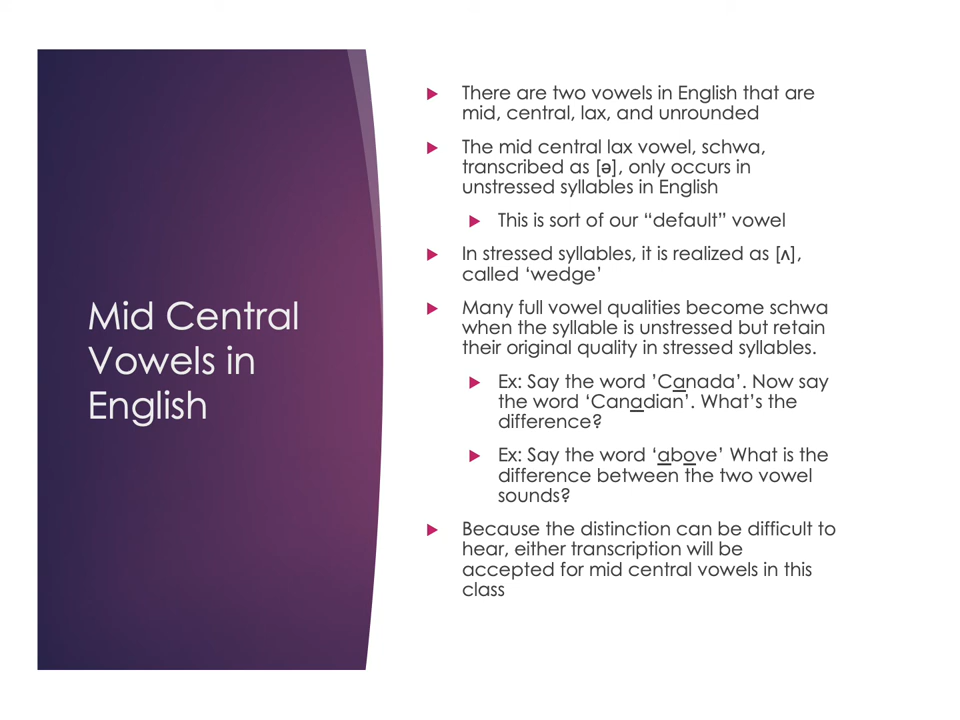 Mid Central
Vowels in
English
There are two vowels in English that are
mid, central, lax, and unrounded
The mid central lax vowel, schwa,
transcribed as [ə], only occurs in
unstressed syllables in English
This is sort of our “default” vowel
In stressed syllables, it is realized as [ʌ],
called ‘wedge’
Many full vowel qualities become schwa
when the syllable is unstressed but retain
their original quality in stressed syllables.
Ex: Say the word ’Canada’. Now say
the word ‘Canadian’. What’s the
difference?
Ex: Say the word ‘above’ What is the
difference between the two vowel
sounds?
Because the distinction can be difficult to
hear, either transcription will be
accepted for mid central vowels in this
class